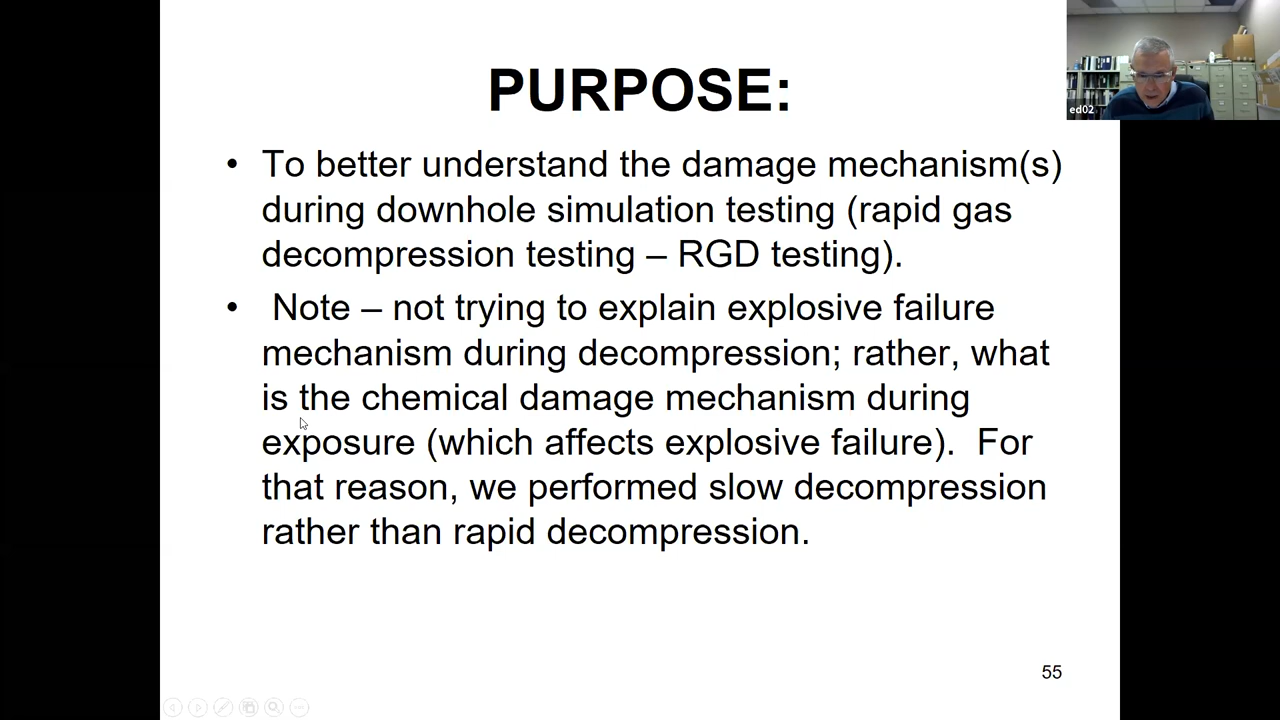 PURPOSE:
• To better understand the damage mechanism(s)
during downhole simulation testing (rapid gas
decompression testing – RGD testing).
• Note – not trying to explain explosive failure
mechanism during decompression; rather, what
is the chemical damage mechanism during
exposure (which affects explosive failure). For
that reason, we performed slow decompression
rather than rapid decompression.
55
ed02